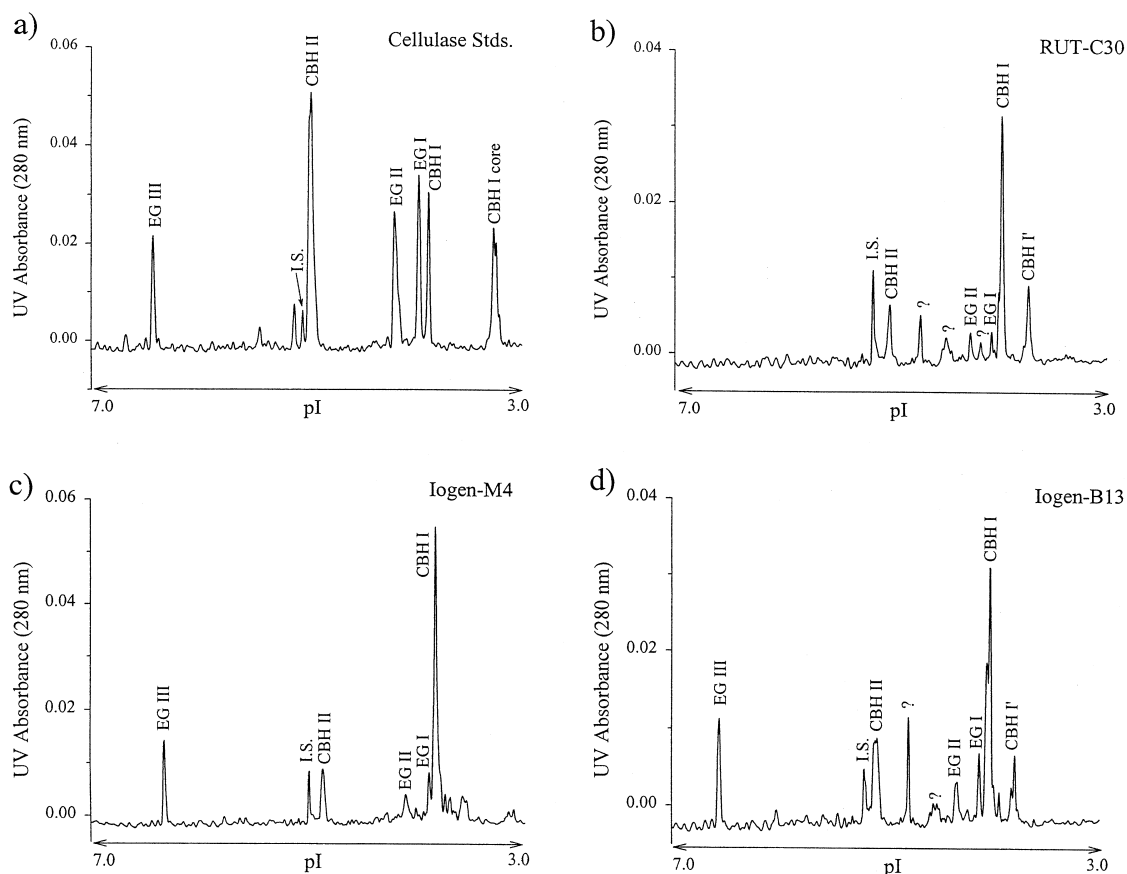 a)
Cellulase Stds.
UV Absorbance (280 nm)
0.06
0.04
0.02
0.00
EG III
I.S.
CBH II
EG II
EG I
CBH I
CBH I core
7.0
pI
3.0
b)
RUT-C30
UV Absorbance (280 nm)
0.04
0.02
0.00
I.S.
CBH II
?
?
EG II
?
EG I
CBH I
CBH I'
7.0
pI
3.0
c)
Iogen-M4
UV Absorbance (280 nm)
0.06
0.04
0.02
0.00
EG III
I.S.
CBH II
EG II
EG I
CBH I
7.0
pI
3.0
d)
Iogen-B13
UV Absorbance (280 nm)
0.04
0.02
0.00
EG III
I.S.
CBH II
?
?
EG II
EG I
CBH I
CBH I'
7.0
pI
3.0